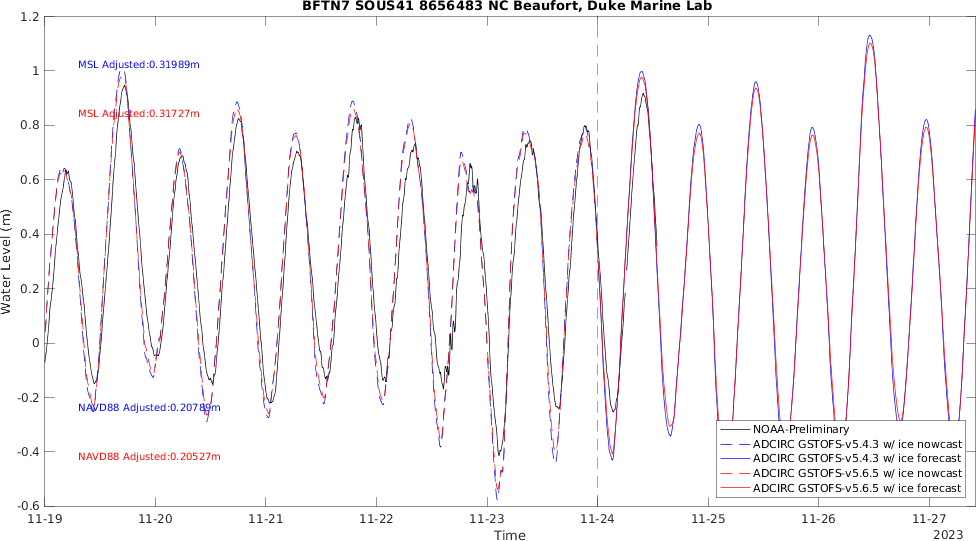 BFTN7 SOUS41 8656483 NC Beaufort, Duke Marine Lab
Water Level (m)
1.2
1
0.8
0.6
0.4
0.2
0
-0.2
-0.4
-0.6
MSL Adjusted:0.31989m
MSL Adjusted:0.31727m
NAVD88 Adjusted:0.20789m
NAVD88 Adjusted:0.20527m
NOAA-Preliminary
ADCIRC GSTOFS-v5.4.3 w/ ice nowcast
ADCIRC GSTOFS-v5.4.3 w/ ice forecast
ADCIRC GSTOFS-v5.6.5 w/ ice nowcast
ADCIRC GSTOFS-v5.6.5 w/ ice forecast
11-19 11-20 11-21 11-22 11-23 11-24 11-25 11-26 11-27
Time
2023